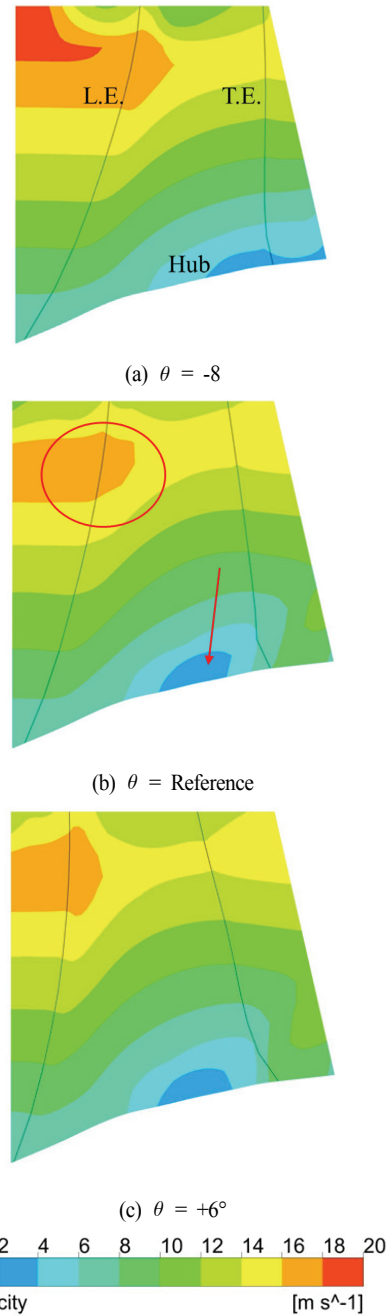 L.E. T.E.
Hub
(a) θ = -8
(b) θ = Reference
(c) θ = +6°
2 4 6 8 10 12 14 16 18 20
city [m s^-1]